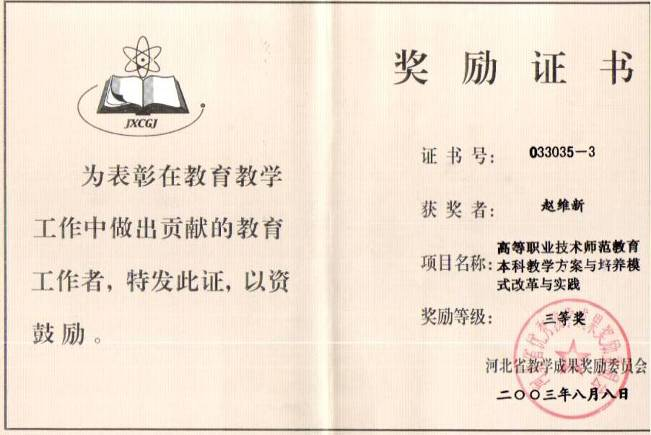 JXCGJ
为表彰在教育教学
工作中做出贡献的教育
工作者，特发此证，以资
鼓励。
奖励证书
证书号：033035-3
获奖者：赵维新
项目名称：高等职业技术师范教育
本科教学方案与培养模
式改革与实践
奖励等级：三等奖
河北省教学成果奖励委员会
二〇〇三年八月八日